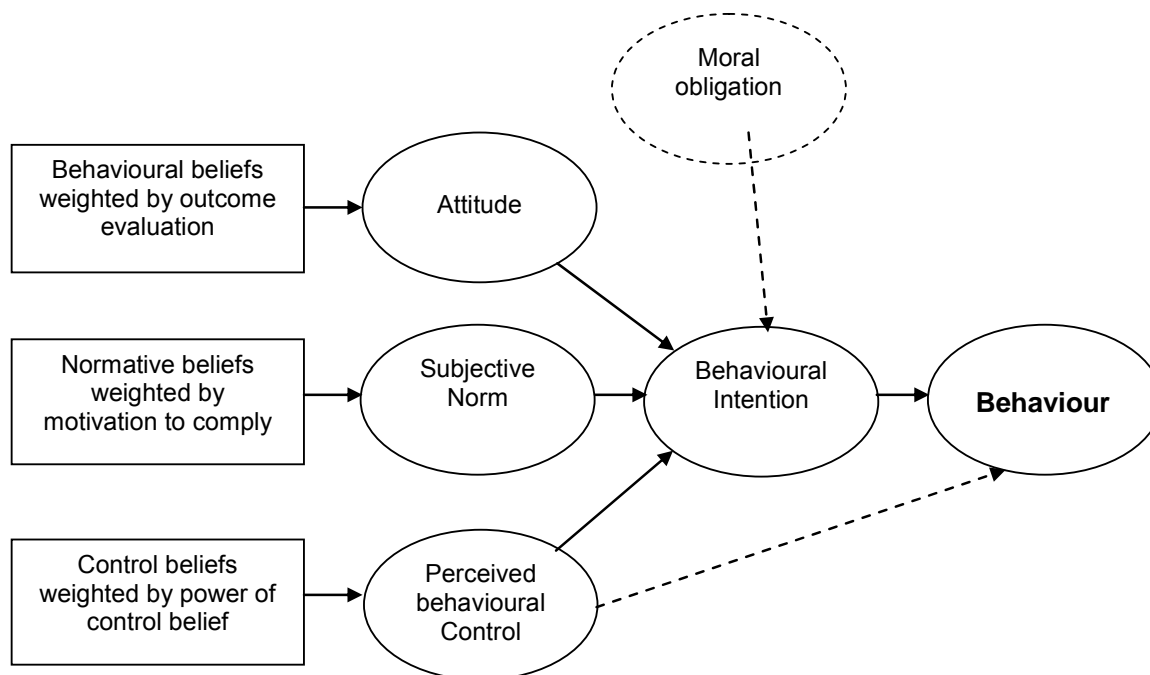 Moral
obligation
Behavioural beliefs
weighted by outcome
evaluation
Attitude
Normative beliefs
weighted by
motivation to comply
Subjective
Norm
Behavioural
Intention
Behaviour
Control beliefs
weighted by power of
control belief
Perceived
behavioural
Control